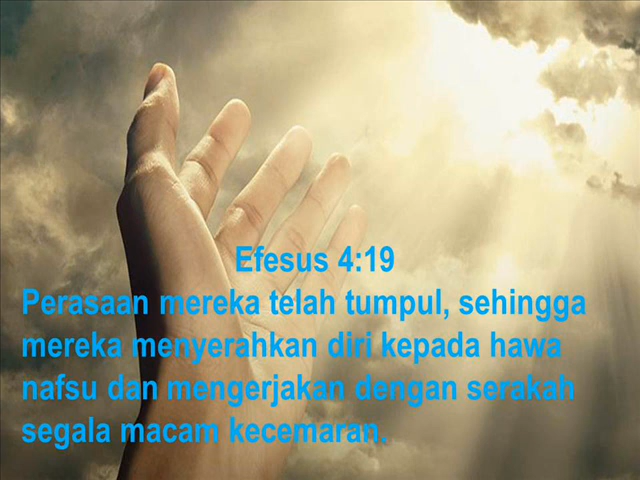 Efesus 4:19
Perasaan mereka telah tumpul, sehingga
mereka menyerahkan diri kepada hawa
nafsu dan mengerjakan dengan serakah
segala macam kecemaran.